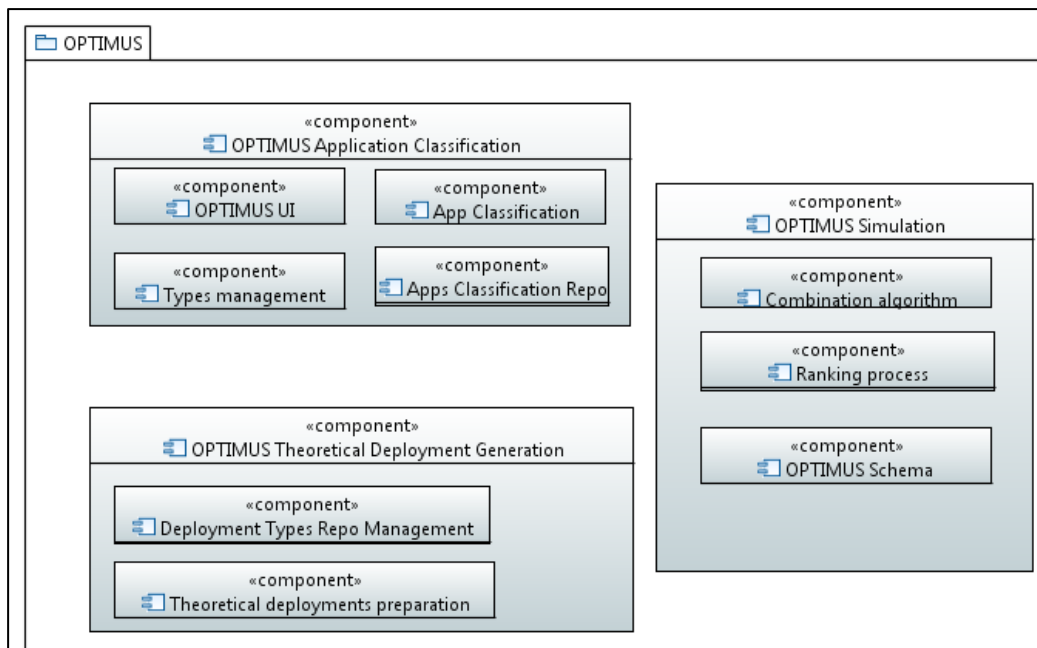 OPTIMUS
«component»
OPTIMUS Application Classification
«component»
OPTIMUS UI
«component»
App Classification
«component»
Types management
«component»
Apps Classification Repo
«component»
OPTIMUS Simulation
«component»
Combination algorithm
«component»
Ranking process
«component»
OPTIMUS Schema
«component»
OPTIMUS Theoretical Deployment Generation
«component»
Deployment Types Repo Management
«component»
Theoretical deployments preparation